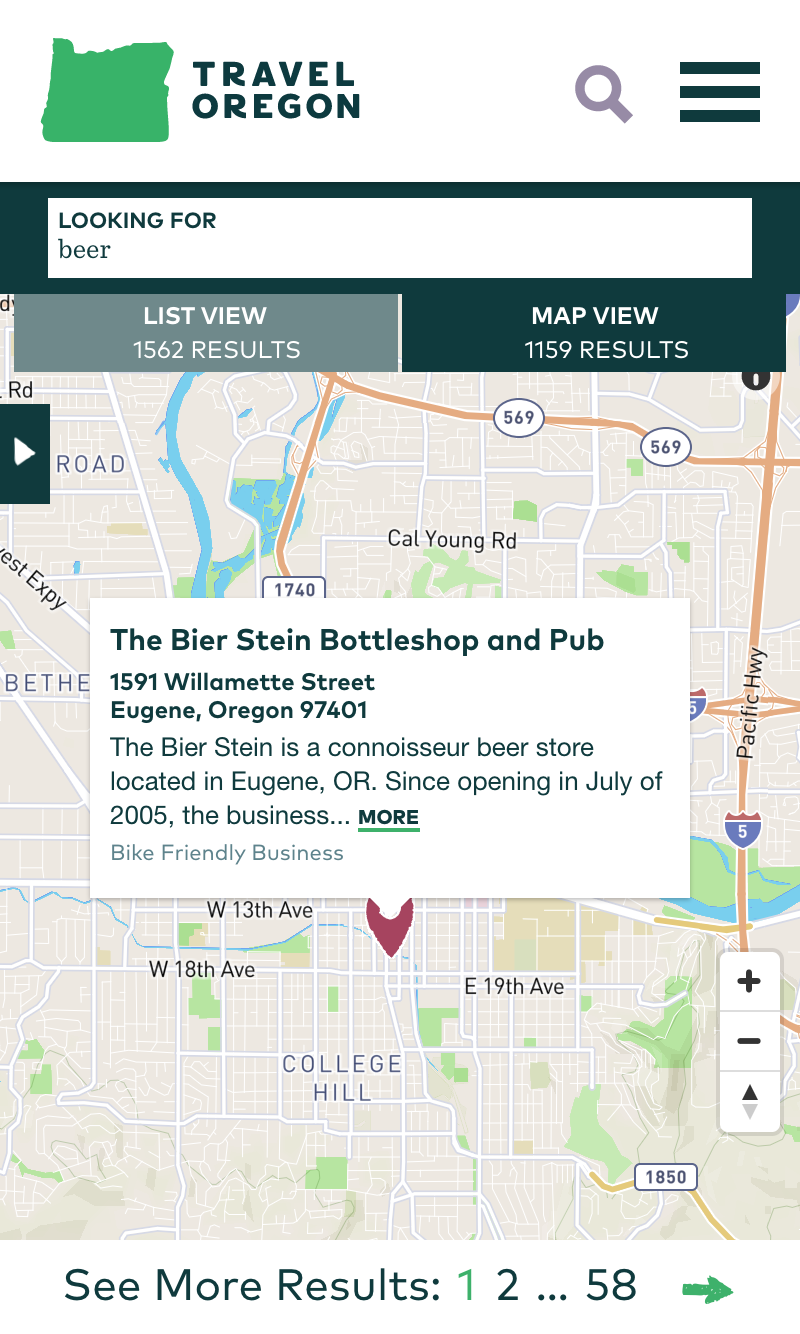 TRAVEL
OREGON
LOOKING FOR
beer
LIST VIEW
1562 RESULTS
MAP VIEW
1159 RESULTS
Rd
569
569
ROAD
Cal Young Rd
1740
The Bier Stein Bottleshop and Pub
1591 Willamette Street
Eugene, Oregon 97401
The Bier Stein is a connoisseur beer store
located in Eugene, OR. Since opening in July of
2005, the business... MORE
Bike Friendly Business
BETHE
Pacific Hwy
5
5
W 13th Ave
W 18th Ave
E 19th Ave
COLLEGE
HILL
1850
See More Results: 1 2 ... 58